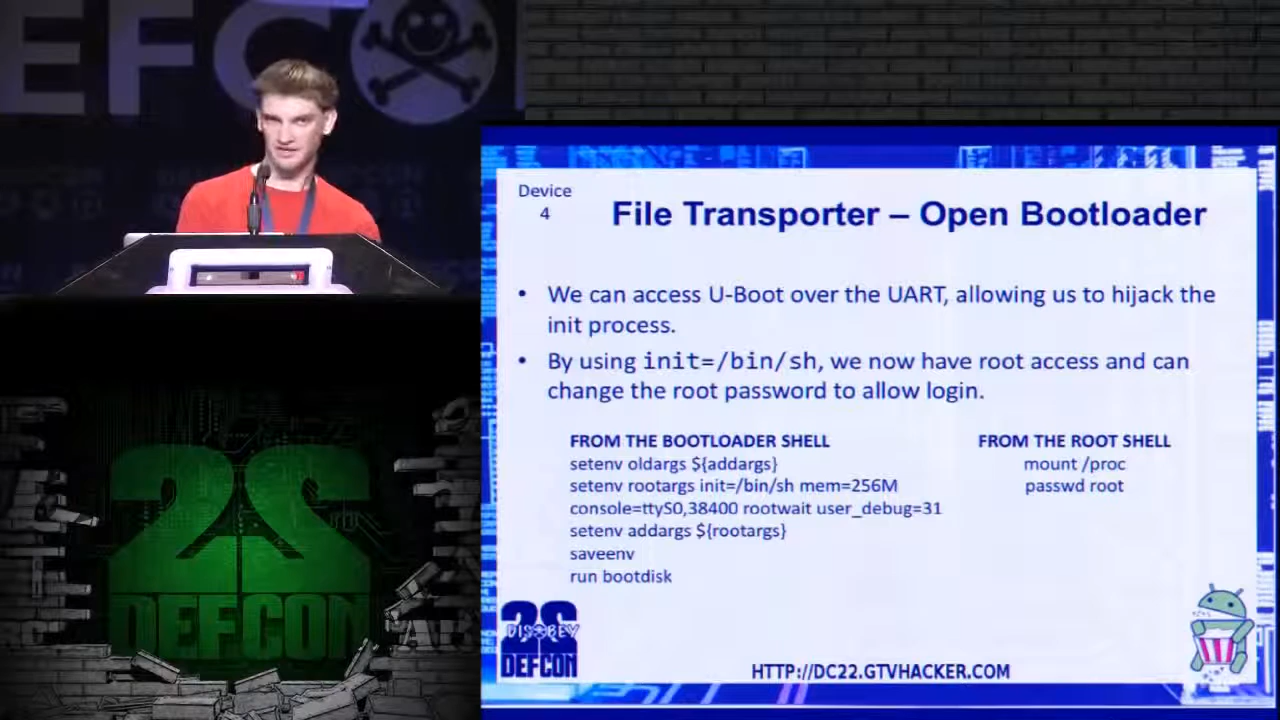 EFCO
Device
4
File Transporter – Open Bootloader
• We can access U-Boot over the UART, allowing us to hijack the
init process.
• By using init=/bin/sh, we now have root access and can
change the root password to allow login.
FROM THE BOOTLOADER SHELL
setenv oldargs ${addargs}
setenv rootargs init=/bin/sh mem=256M
console=ttyS0,38400 rootwait user_debug=31
setenv addargs ${rootargs}
saveenv
run bootdisk
FROM THE ROOT SHELL
mount /proc
passwd root
22
DEFCON
22
DISOBEY
DEFCON
HTTP://DC22.GTVHACKER.COM